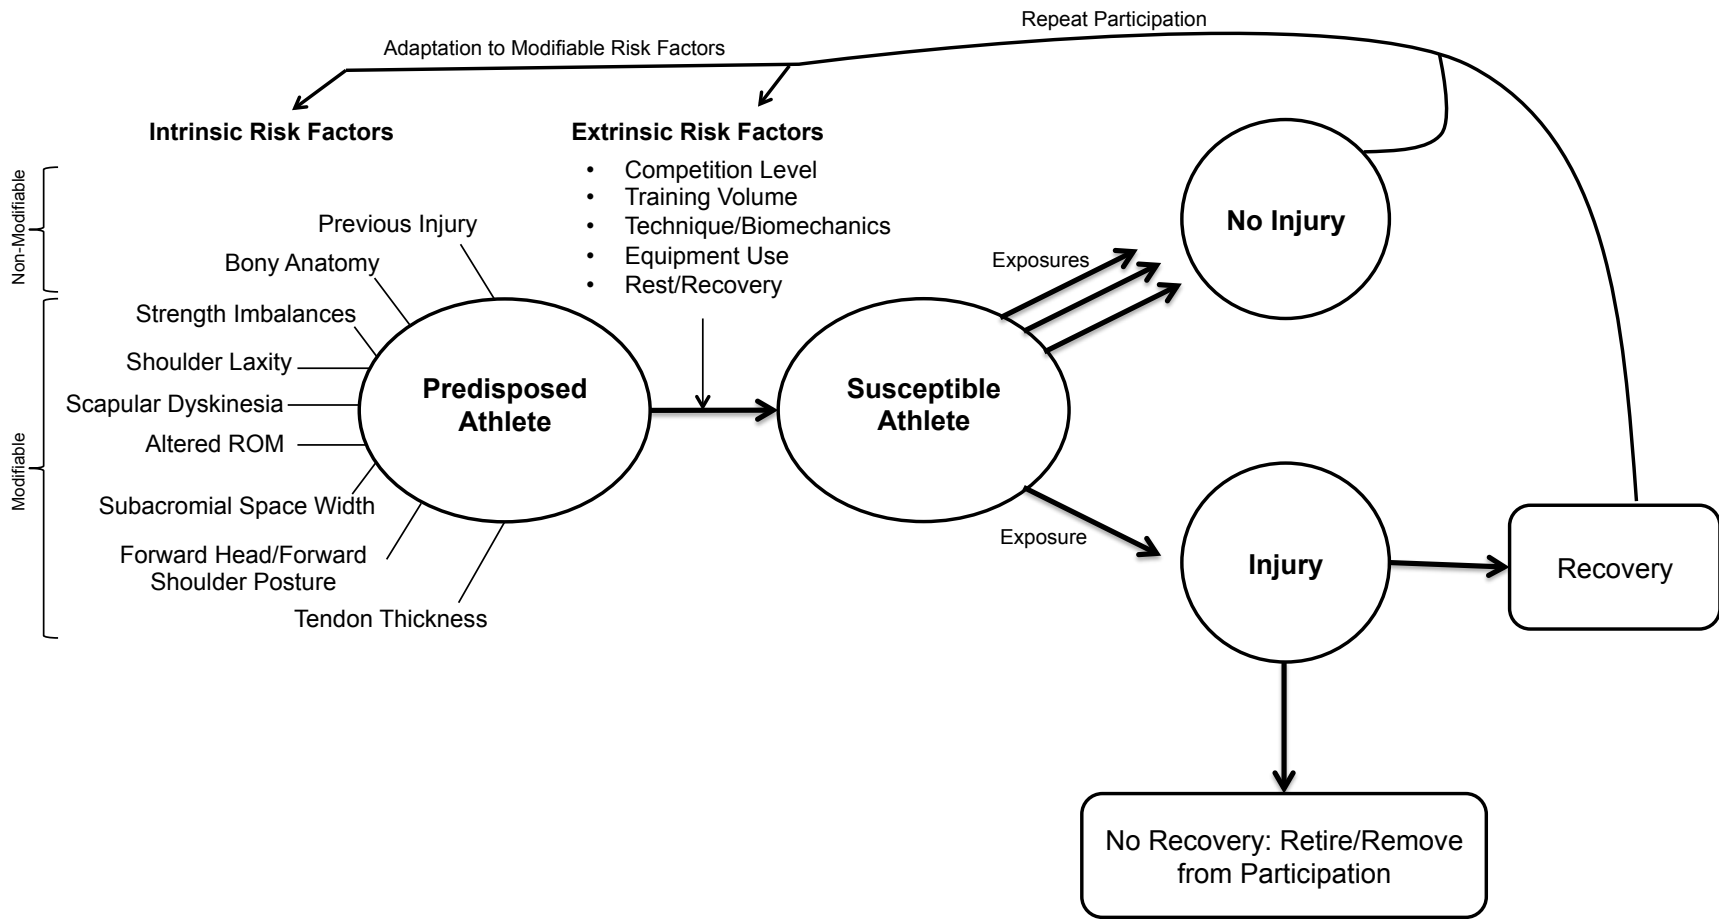 Repeat Participation
Adaptation to Modifiable Risk Factors
Intrinsic Risk Factors
Extrinsic Risk Factors
• Competition Level
• Training Volume
• Technique/Biomechanics
• Equipment Use
• Rest/Recovery
Non-Modifiable
Previous Injury
Bony Anatomy
Modifiable
Strength Imbalances
Shoulder Laxity
Scapular Dyskinesia
Altered ROM
Subacromial Space Width
Forward Head/Forward
Shoulder Posture
Tendon Thickness
Predisposed
Athlete
Susceptible
Athlete
Exposures
No Injury
Exposure
Injury
Recovery
No Recovery: Retire/Remove
from Participation